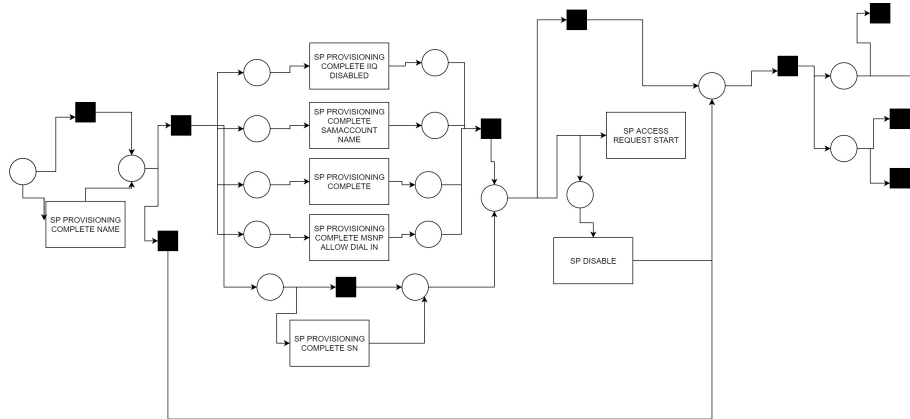 SP PROVISIONING
COMPLETE NAME
SP PROVISIONING
COMPLETE IIQ
DISABLED
SP PROVISIONING
COMPLETE
SAMACCOUNT
NAME
SP PROVISIONING
COMPLETE
SP PROVISIONING
COMPLETE MSNP
ALLOW DIAL IN
SP PROVISIONING
COMPLETE SN
SP ACCESS
REQUEST START
SP DISABLE